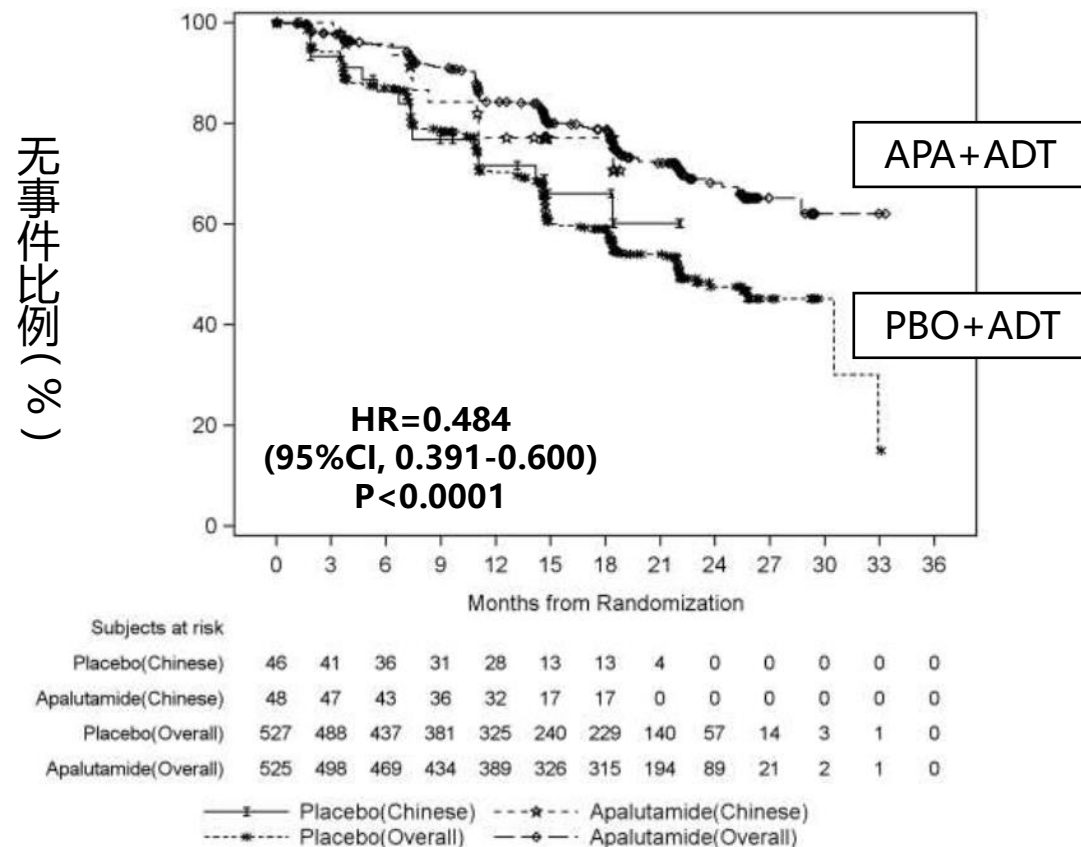 无事件比例(%)
100
80
60
40
20
0
APA+ADT
PBO+ADT
HR=0.484
(95%CI, 0.391-0.600)
P<0.0001
0 3 6 9 12 15 18 21 24 27 30 33 36
Months from Randomization
Subjects at risk
Placebo(Chinese) 46 41 36 31 28 13 13 4 0 0 0 0 0
Apalutamide(Chinese) 48 47 43 36 32 17 17 0 0 0 0 0 0
Placebo(Overall) 527 488 437 381 325 240 229 140 57 14 3 1 0
Apalutamide(Overall) 525 498 469 434 389 326 315 194 89 21 2 1 0
Placebo(Chinese) Apalutamide(Chinese)
Placebo(Overall) Apalutamide(Overall)